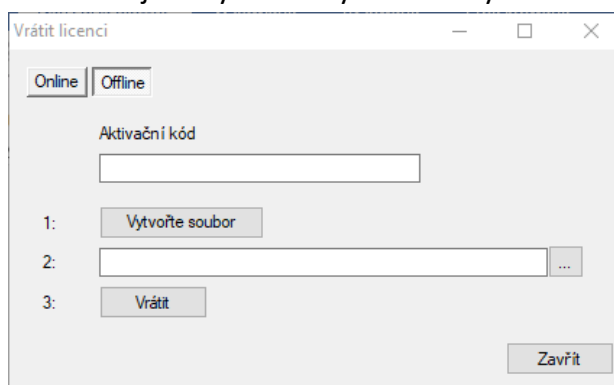 Vrátit licenci
Online Offline
Aktivační kód
1: Vytvořte soubor
2: ...
3: Vrátit
Zavřít